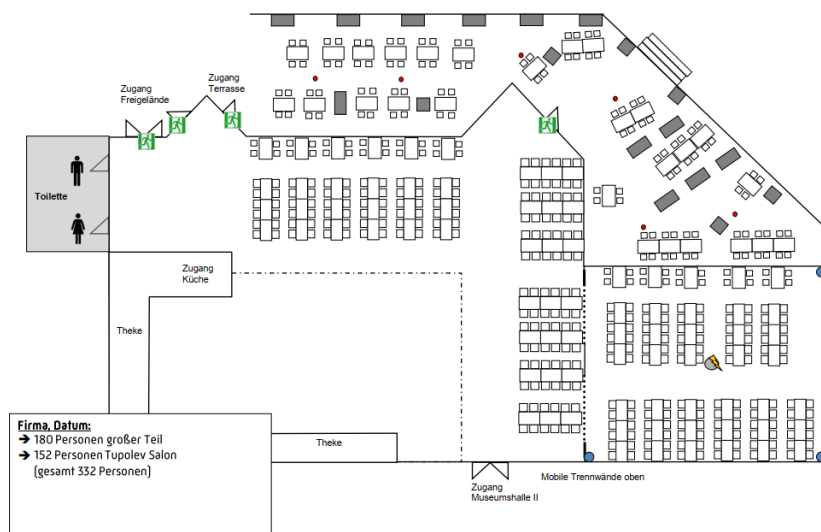 Zugang
Freigelände
Zugang
Terrasse
Toilette
Zugang
Küche
Theke
Firma, Datum:
➔ 180 Personen großer Teil
➔ 152 Personen Tupolev Salon
(gesamt 332 Personen)
Theke
Zugang
Museumshalle II
Mobile Trennwände oben